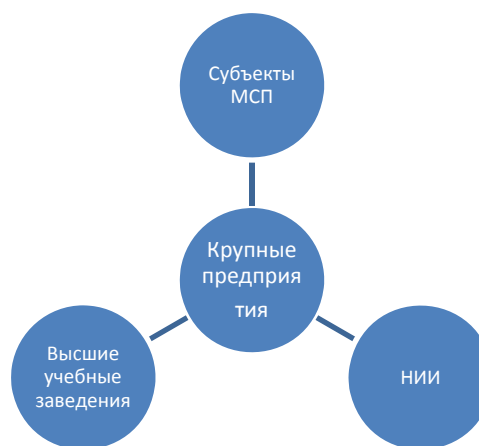 Субъекты
МСП
Крупные
предприя
тия
Высшие
учебные
заведения
НИИ